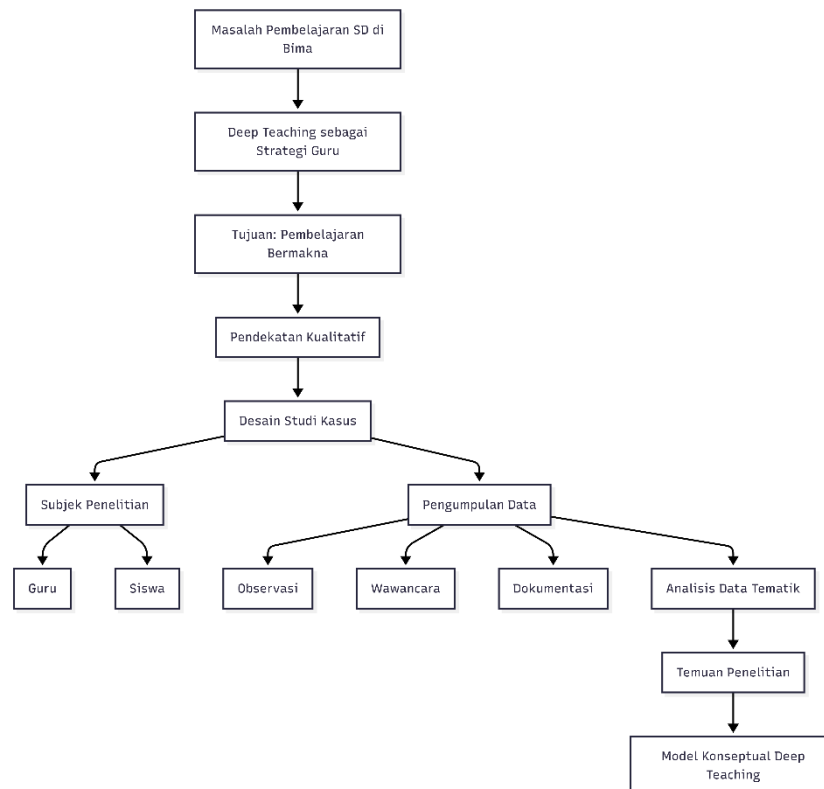 Masalah Pembelajaran SD di
Bima
Deep Teaching sebagai
Strategi Guru
Tujuan: Pembelajaran
Bermakna
Pendekatan Kualitatif
Desain Studi Kasus
Subjek Penelitian
Pengumpulan Data
Guru
Siswa
Observasi
Wawancara
Dokumentasi
Analisis Data Tematik
Temuan Penelitian
Model Konseptual Deep
Teaching